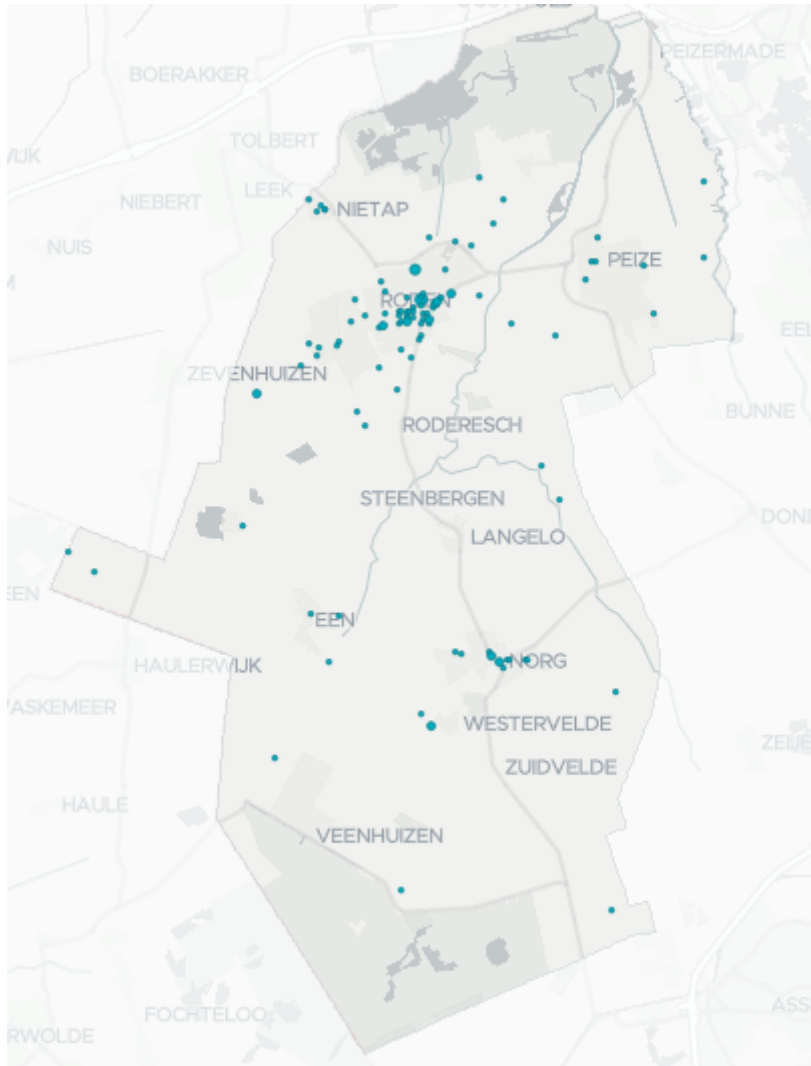 PEIZERMADE
BOERAKKER
TOLBERT
LEEK
NIEBERT
NIETAP
NUIS
PEIZE
RODEN
ZEVENHUIZEN
BUNNE
RODERESCH
STEENBERGEN
LANGELO
EEN
HAULERWIJK
NORG
WESTERVELDE
ZUIDVELDE
HAULE
VEENHUIZEN
FOCHTELOO